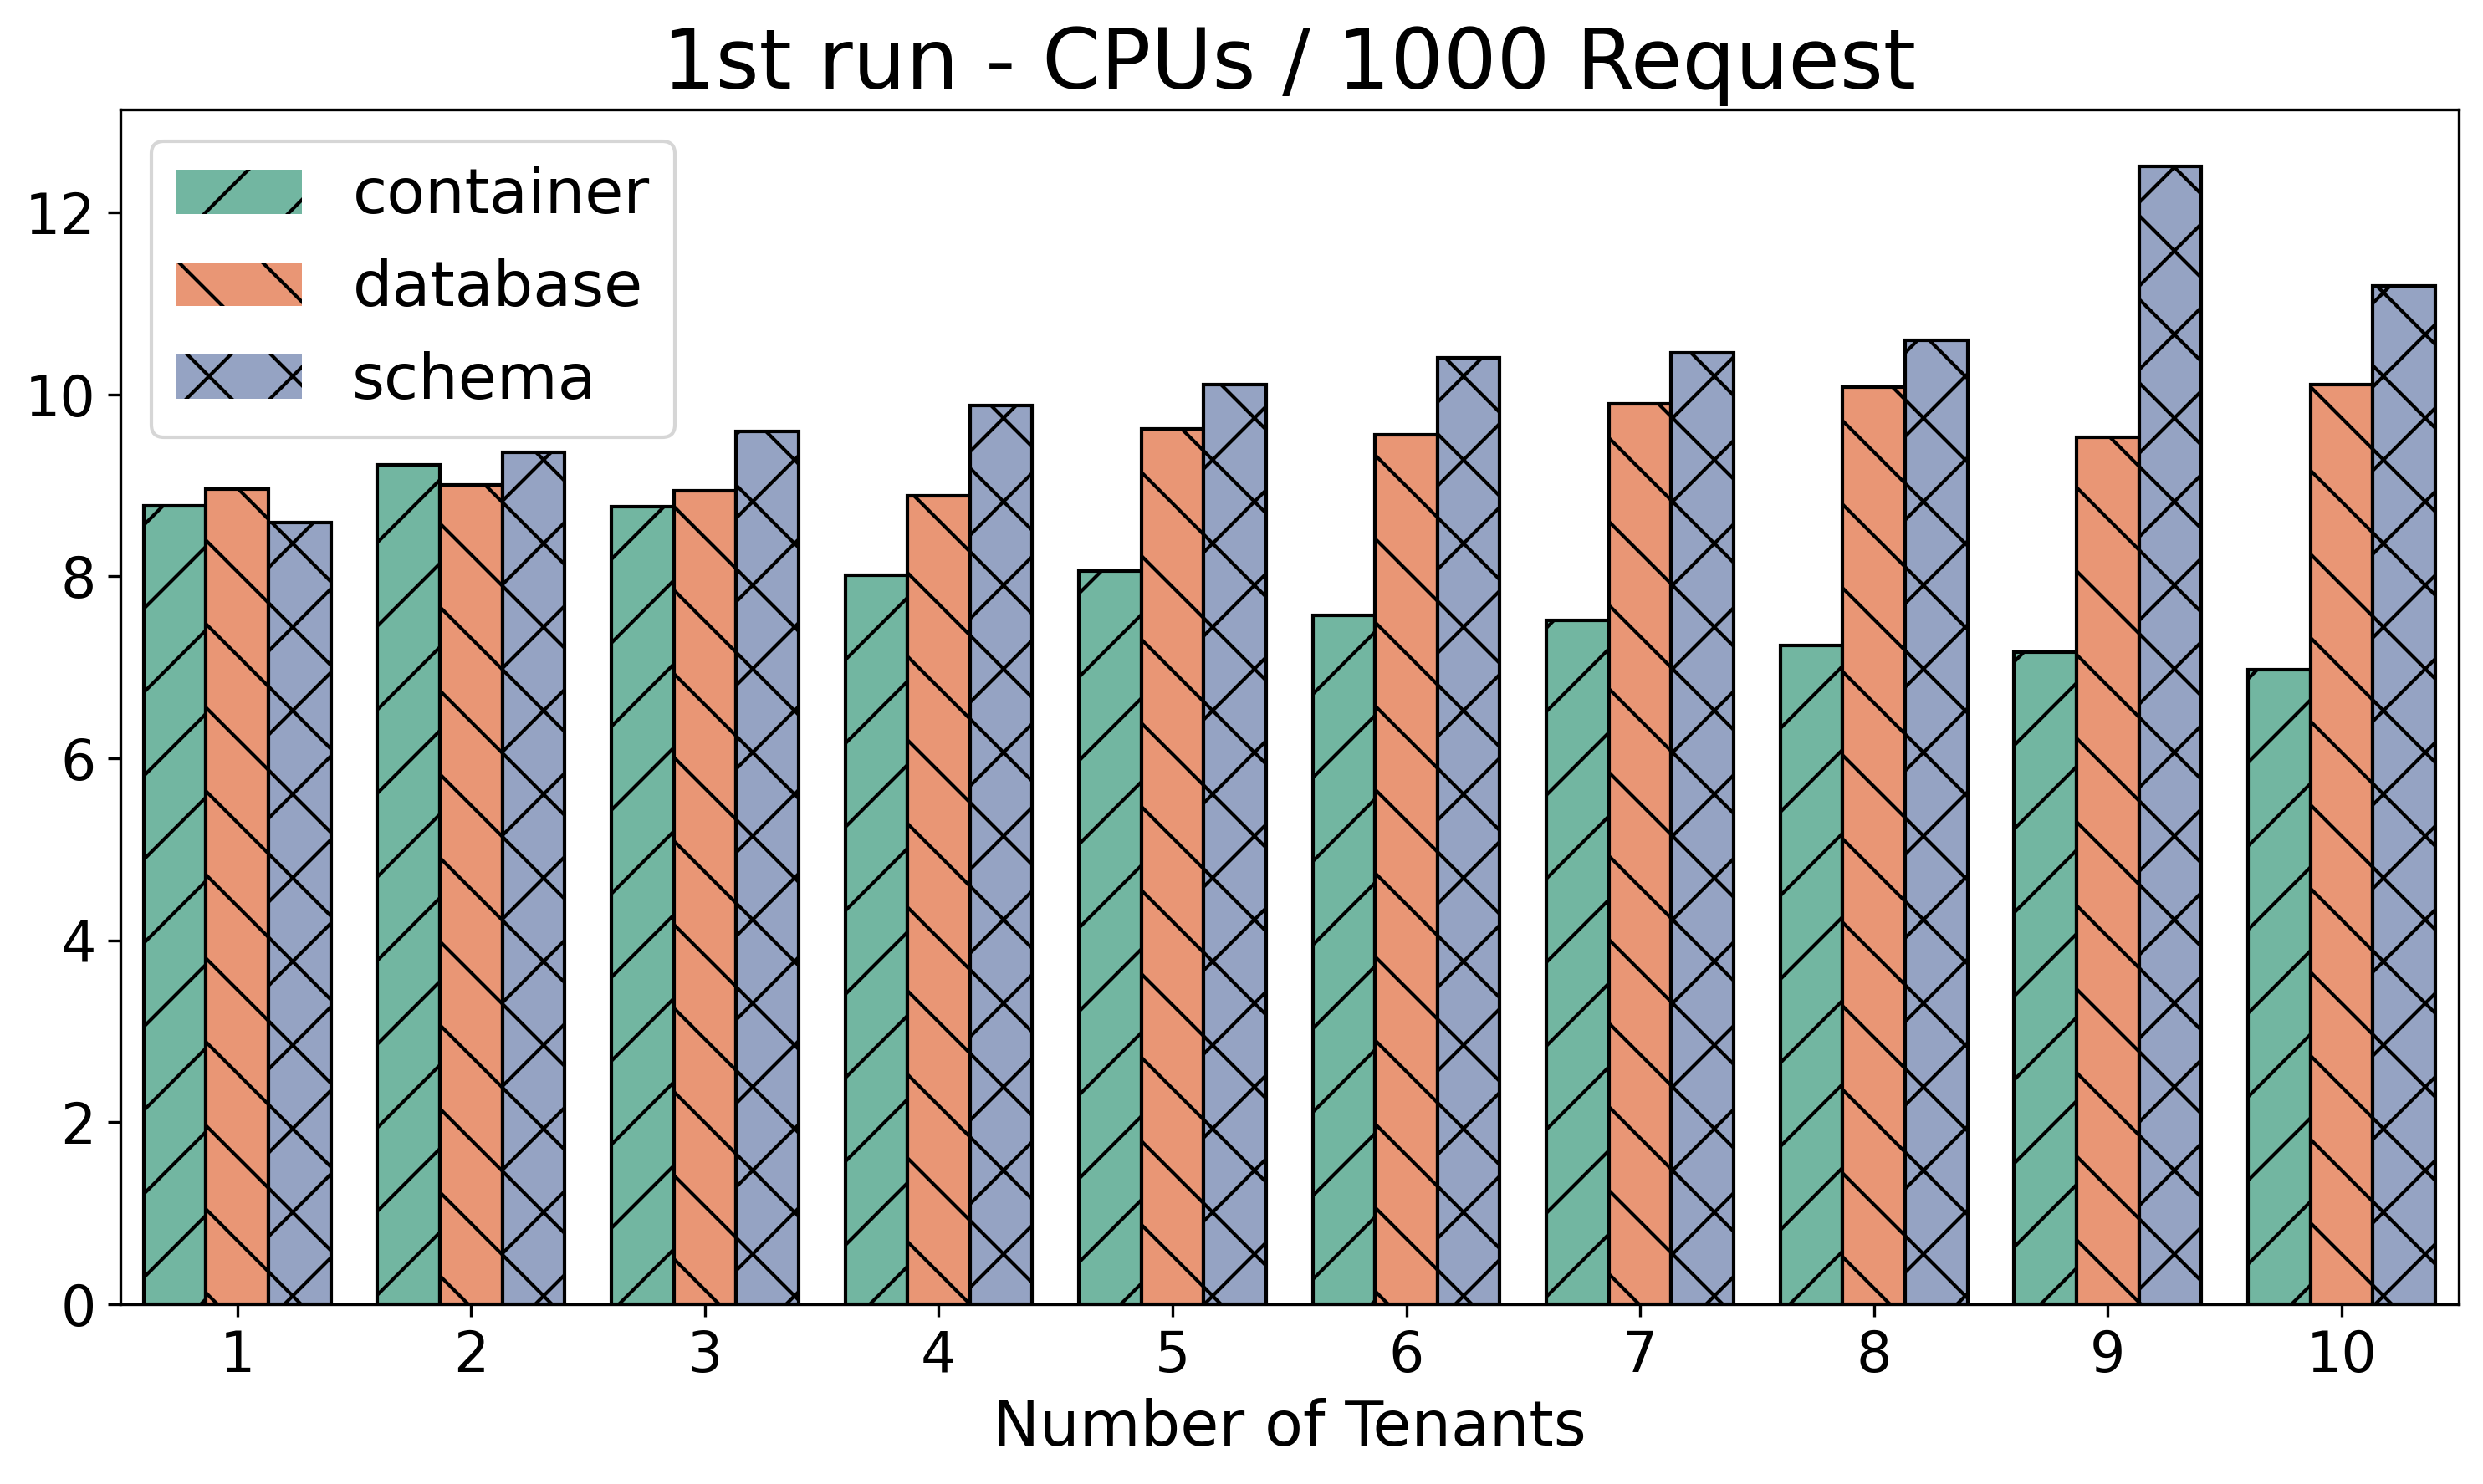 1st run - CPUs / 1000 Request
container
database
schema
12
10
8
6
4
2
0
1 2 3 4 5 6 7 8 9 10
Number of Tenants